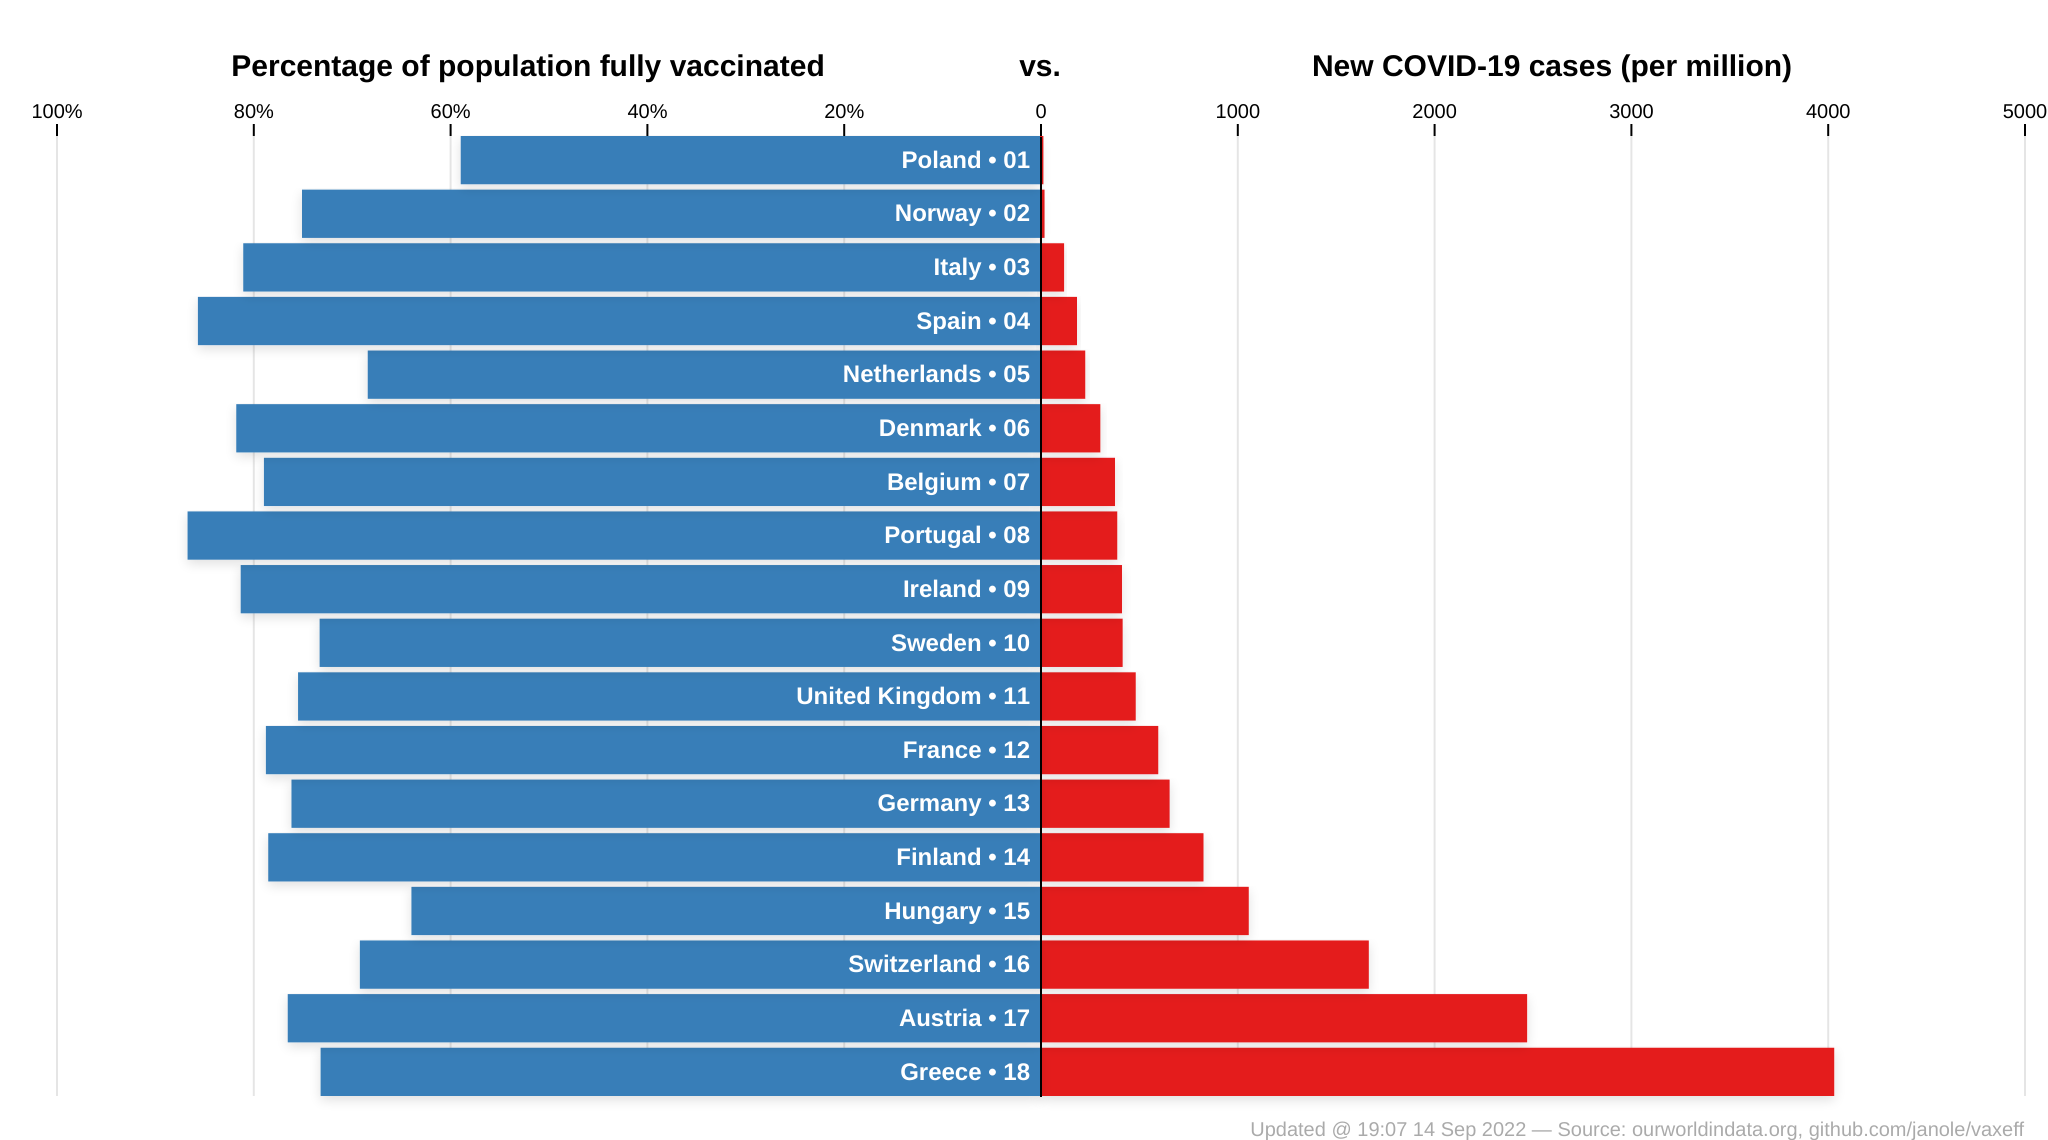 Percentage of population fully vaccinated vs. New COVID-19 cases (per million)
100% 80% 60% 40% 20% 0 1000 2000 3000 4000 5000
Poland • 01
Norway • 02
Italy • 03
Spain • 04
Netherlands • 05
Denmark • 06
Belgium • 07
Portugal • 08
Ireland • 09
Sweden • 10
United Kingdom • 11
France • 12
Germany • 13
Finland • 14
Hungary • 15
Switzerland • 16
Austria • 17
Greece • 18
Updated @ 19:07 14 Sep 2022 — Source: ourworldindata.org, github.com/janole/vaxeff